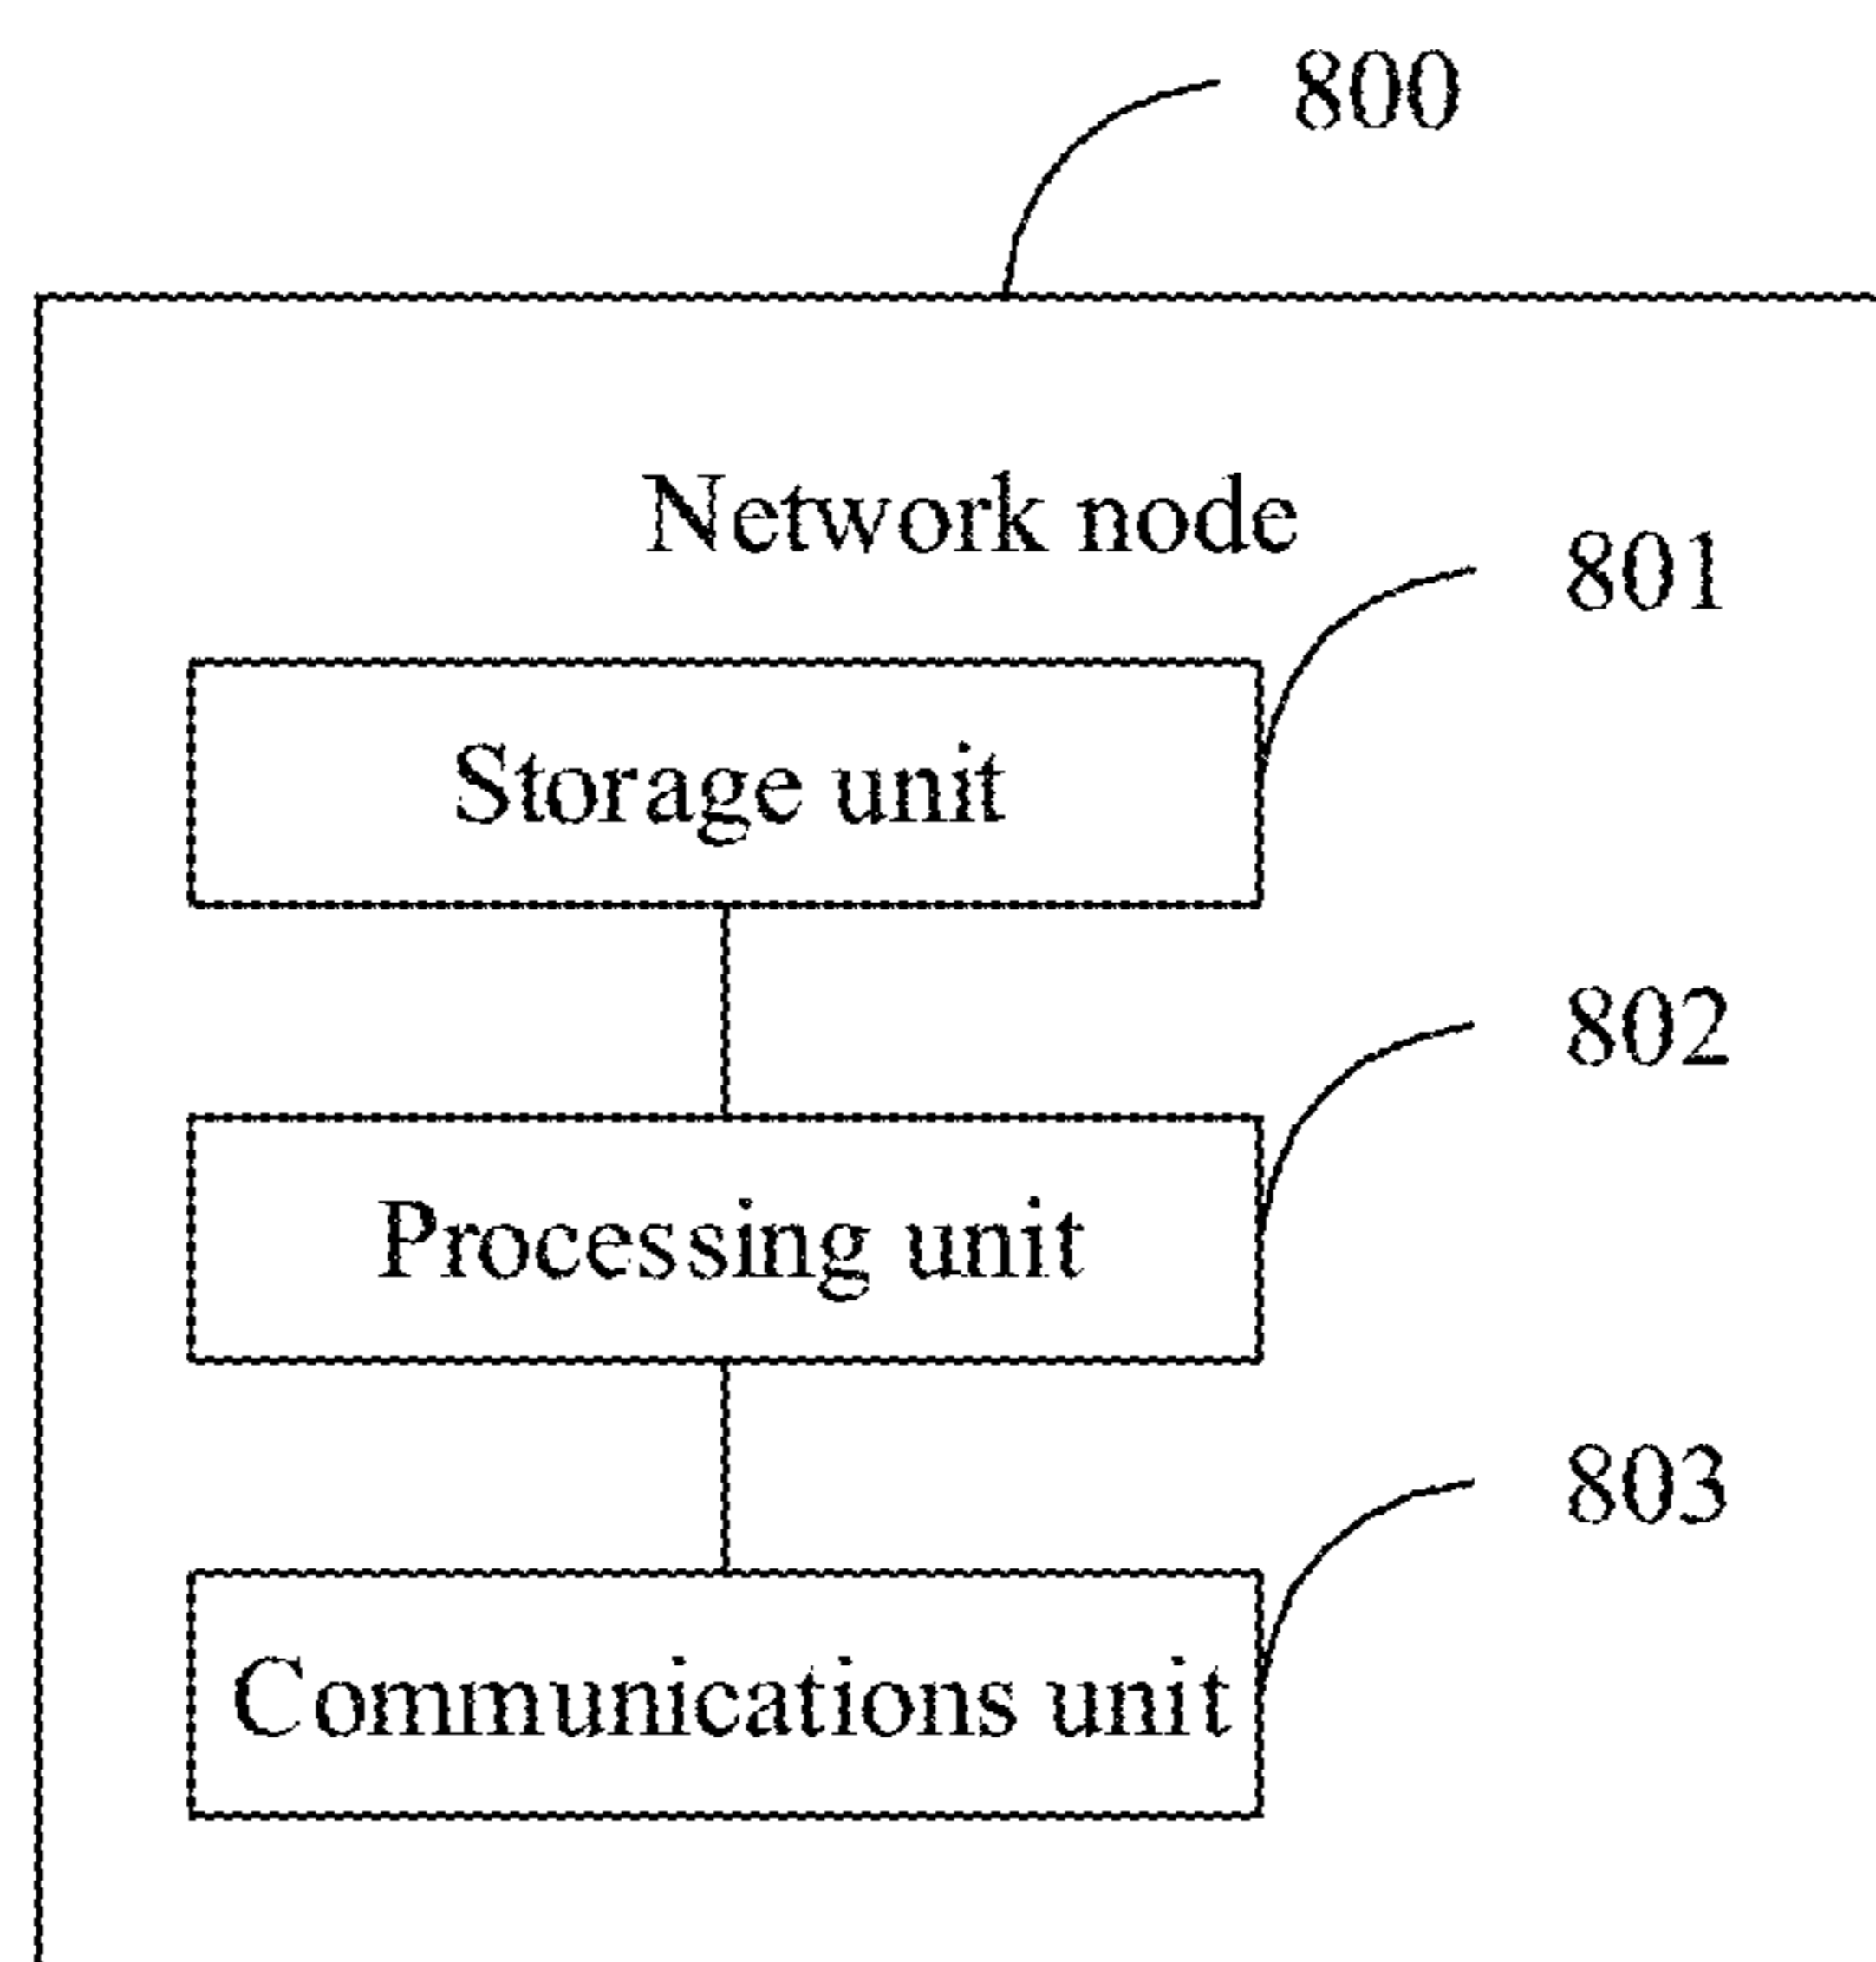 800
Network node
801
Storage unit
802
Processing unit
803
Communications unit